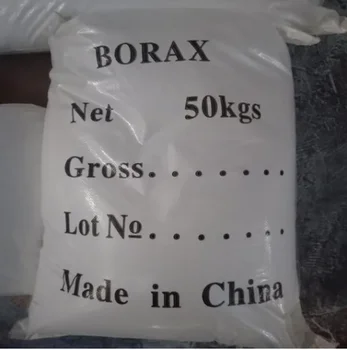 BORAX
Net 50kgs
Gross.......
Lot №.......
Made in China